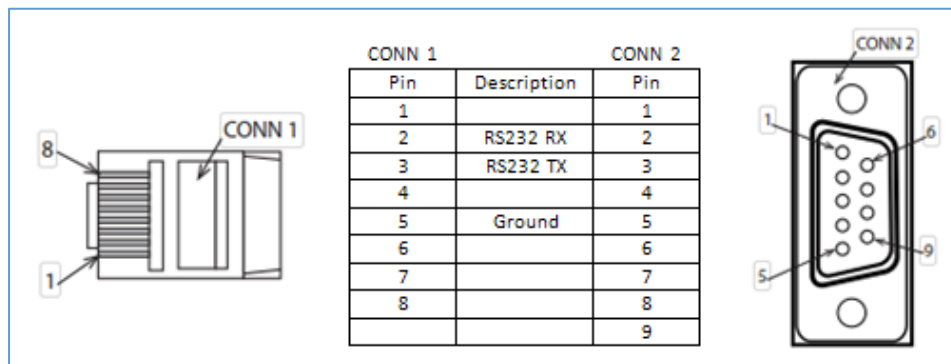 8
CONN 1
1
CONN 1 CONN 2
Pin Description Pin
1 1
2 RS232 RX 2
3 RS232 TX 3
4 4
5 Ground 5
6 6
7 7
8 8
9
CONN 2
1
6
5
9